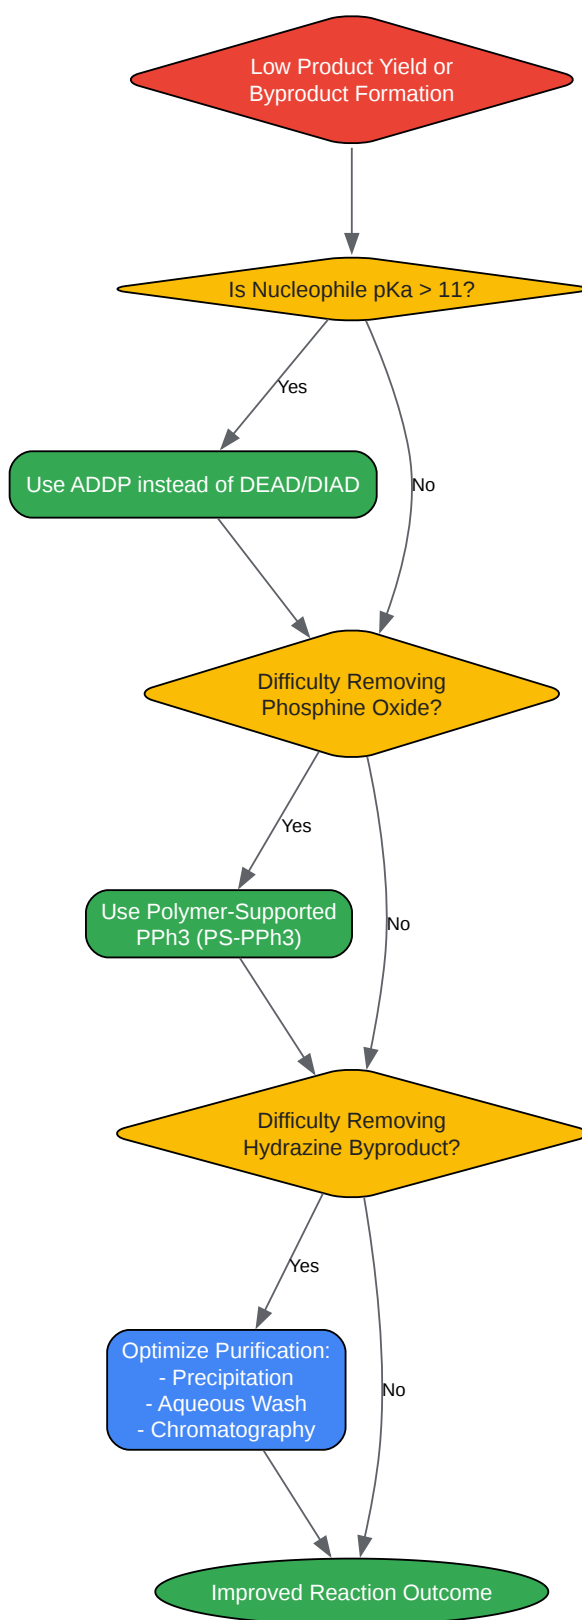 Low Product Yield or
Byproduct Formation
Is Nucleophile pKa > 11?
Yes
Use ADDP instead of DEAD/DIAD
No
Difficulty Removing
Phosphine Oxide?
Yes
Use Polymer-Supported
PPh3 (PS-PPh3)
No
Difficulty Removing
Hydrazine Byproduct?
Yes
Optimize Purification:
- Precipitation
- Aqueous Wash
- Chromatography
No
Improved Reaction Outcome